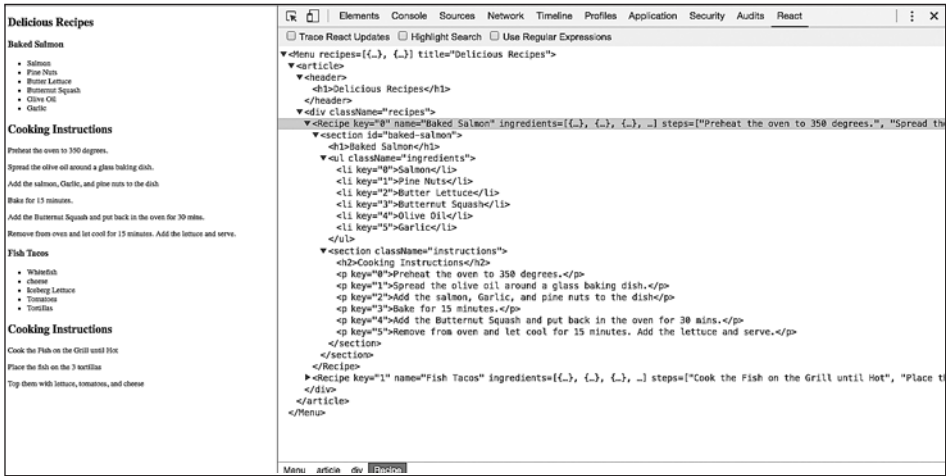 Delicious Recipes
Baked Salmon
Salmon
Pine Nuts
Butter Lettuce
Butternut Squash
Olive Oil
Garlic
Cooking Instructions
Preheat the oven to 350 degrees.
Spread the olive oil around a glass baking dish.
Add the salmon, Garlic, and pine nuts to the dish
Bake for 15 minutes.
Add the Butternut Squash and put back in the oven for 30 mins.
Remove from oven and let cool for 15 minutes. Add the lettuce and serve.
Fish Tacos
Whitefish
cheese
Iceberg Lettuce
Tomatoes
Tortillas
Cooking Instructions
Cook the Fish on the Grill until Hot
Place the fish on the 3 tortillas
Top them with lettuce, tomatoes, and cheese
Elements Console Sources Network Timeline Profiles Application Security Audits React
Trace React Updates Highlight Search Use Regular Expressions
▼<Menu recipes=[{…}, {…}] title="Delicious Recipes">
▼<article>
▼<header>
<h1>Delicious Recipes</h1>
</header>
▼<div className="recipes">
▼<Recipe key="0" name="Baked Salmon" ingredients=[{…}, {…}, {…}, …] steps=["Preheat the oven to 350 degrees.", "Spread the
▼<section id="baked-salmon">
<h1>Baked Salmon</h1>
▼<ul className="ingredients">
<li key="0">Salmon</li>
<li key="1">Pine Nuts</li>
<li key="2">Butter Lettuce</li>
<li key="3">Butternut Squash</li>
<li key="4">Olive Oil</li>
<li key="5">Garlic</li>
</ul>
▼<section className="instructions">
<h2>Cooking Instructions</h2>
<p key="0">Preheat the oven to 350 degrees.</p>
<p key="1">Spread the olive oil around a glass baking dish.</p>
<p key="2">Add the salmon, Garlic, and pine nuts to the dish</p>
<p key="3">Bake for 15 minutes.</p>
<p key="4">Add the Butternut Squash and put back in the oven for 30 mins.</p>
<p key="5">Remove from oven and let cool for 15 minutes. Add the lettuce and serve.</p>
</section>
</section>
</Recipe>
▶<Recipe key="1" name="Fish Tacos" ingredients=[{…}, {…}, {…}, …] steps=["Cook the Fish on the Grill until Hot", "Place t
</div>
</article>
</Menu>
Menu article div Recipe